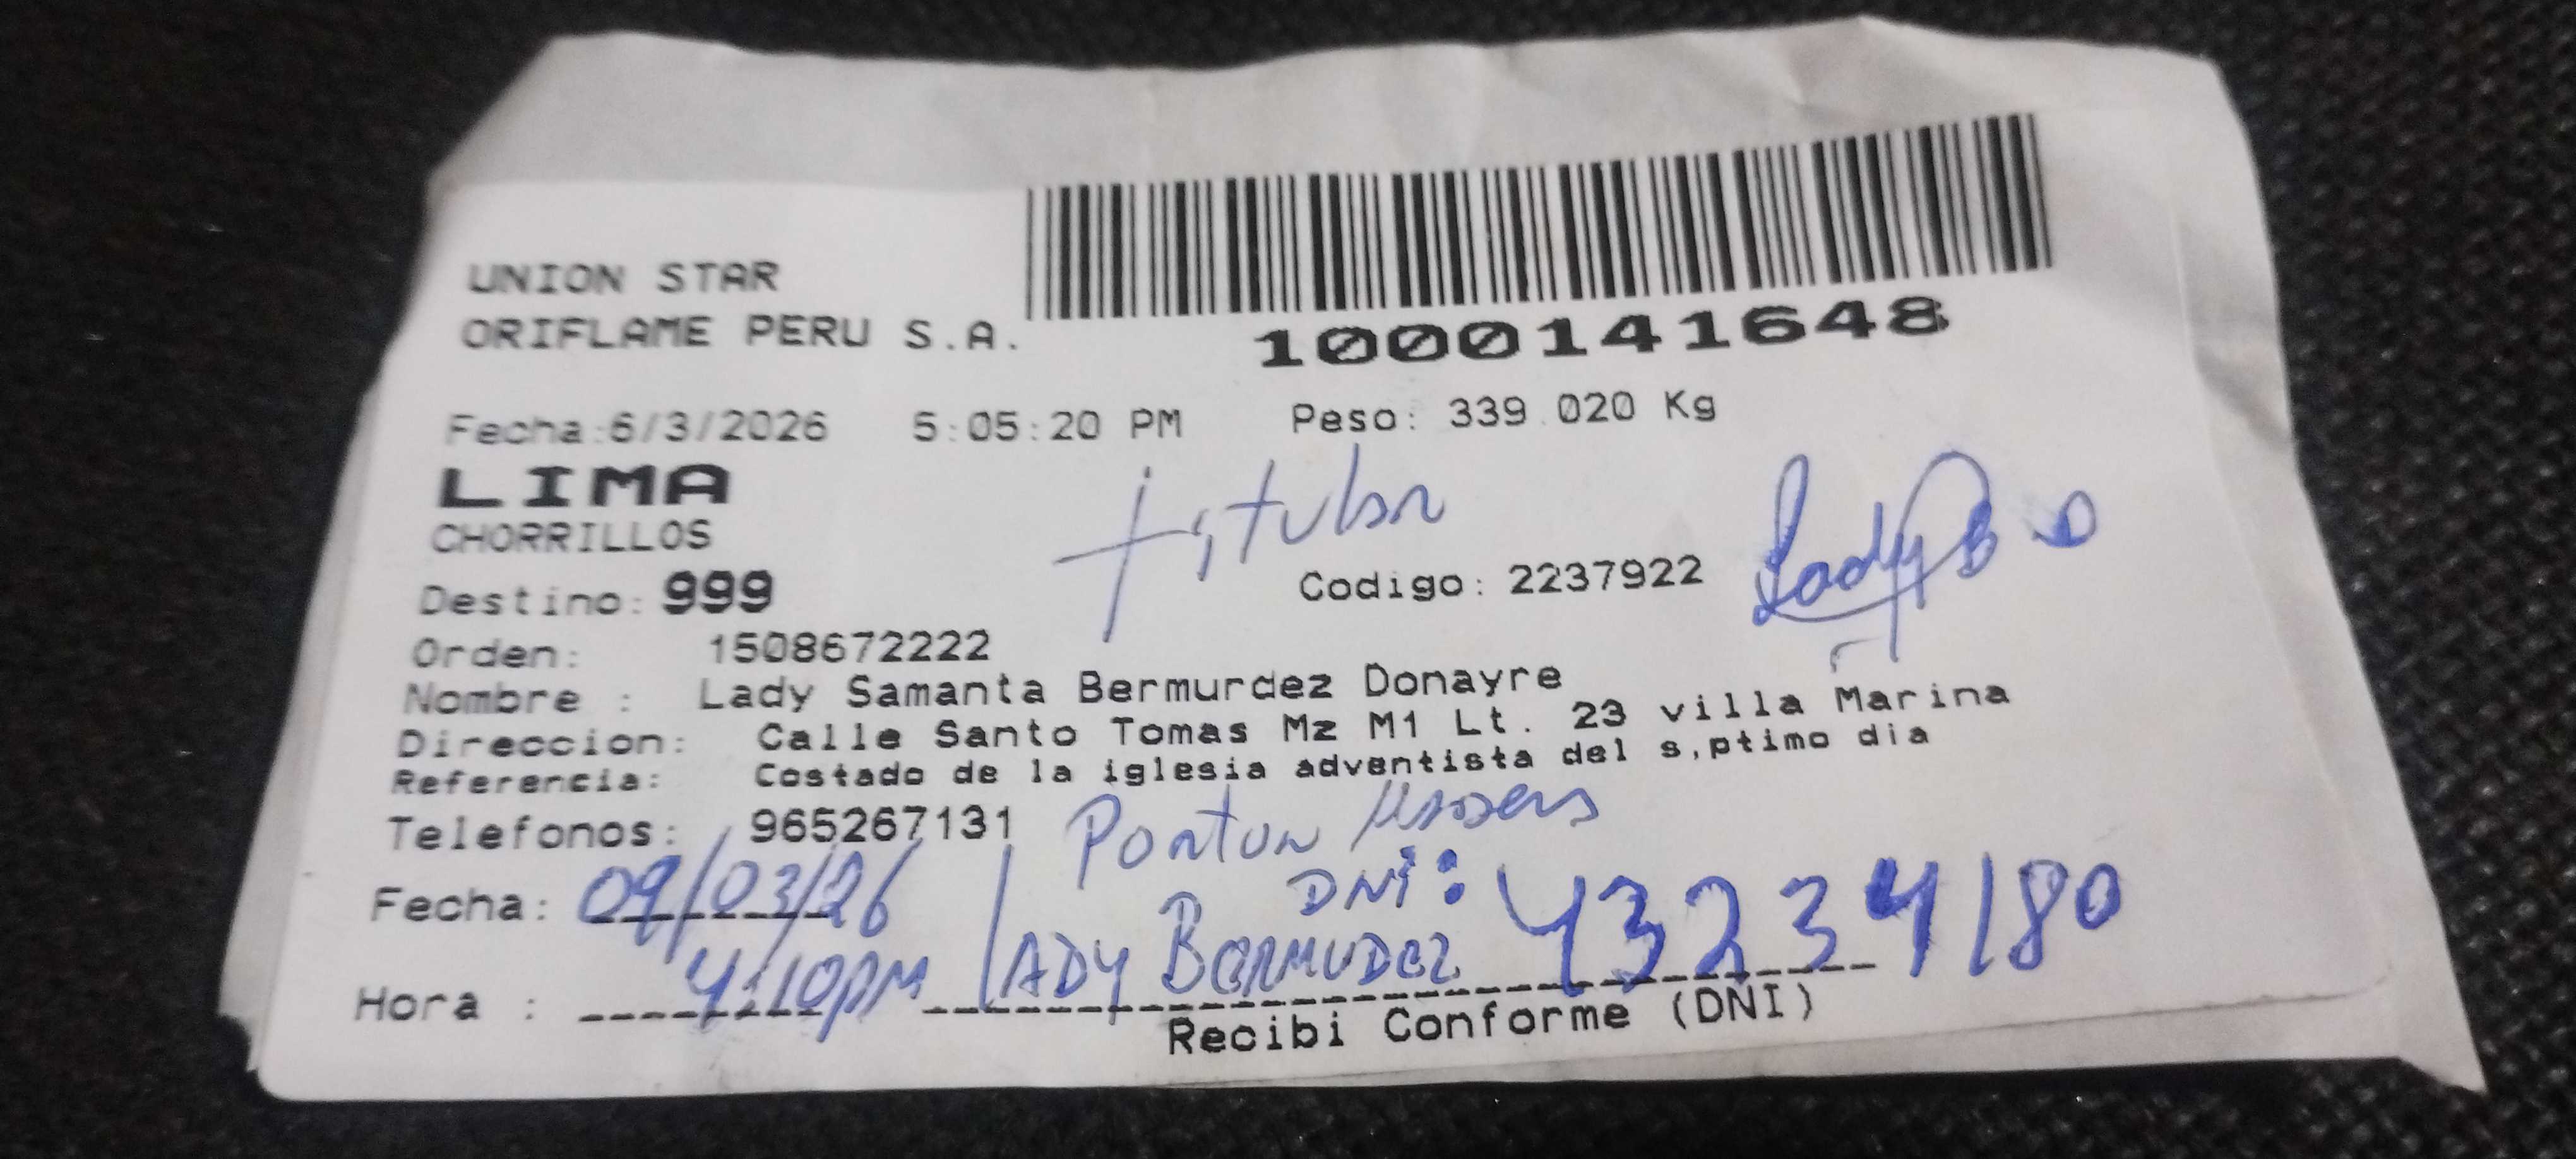 UNION STAR
ORIFLAME PERU S.A.
1000141648
Fecha:6/3/2026 5:05:20 PM Peso: 339.020 Kg
LIMA
CHORRILLOS
titular
Destino: 999 Codigo: 2237922
Lady B D
Orden: 1508672222
Nombre : Lady Samanta Bermurdez Donayre
Direccion: Calle Santo Tomas Mz M1 Lt. 23 villa Marina
Referencia: Costado de la iglesia adventista del s,ptimo dia
Telefonos: 965267131
Porton
Fecha: 09/03/26 DNI: 43234180
Hora : 4:10PM LADY BERMUDEZ
Recibi Conforme (DNI)